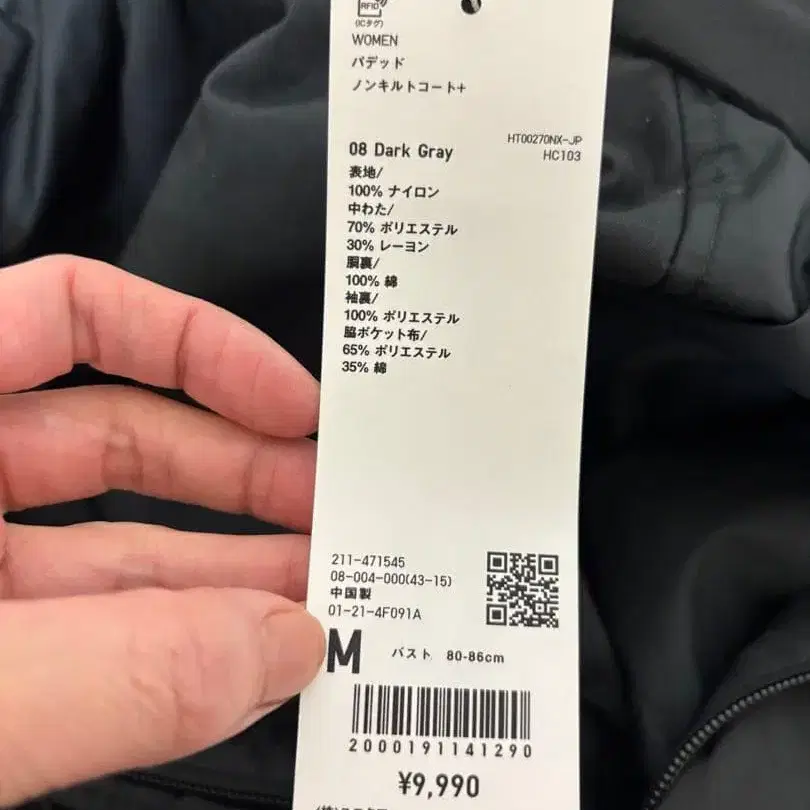 RFID
(ICタグ)
WOMEN
パデッド
ノンキルトコート+
HT00270NX-JP
08 Dark Gray
HC103
表地/
100% ナイロン
中わた/
70% ポリエステル
30% レーヨン
胴裏/
100% 綿
袖裏/
100% ポリエステル
脇ポケット布/
65% ポリエステル
35% 綿
211-471545
08-004-000(43-15)
中国製
01-21-4F091A
M バスト 80-86cm
2000191141290
¥9,990